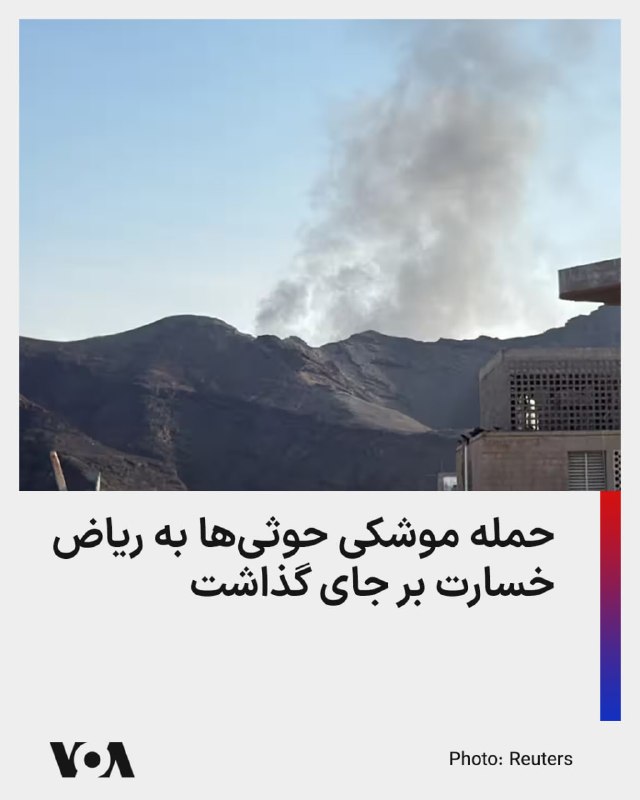 حمله موشکی حوثی‌ها به ریاض
خسارت بر جای گذاشت
VOA
Photo: Reuters